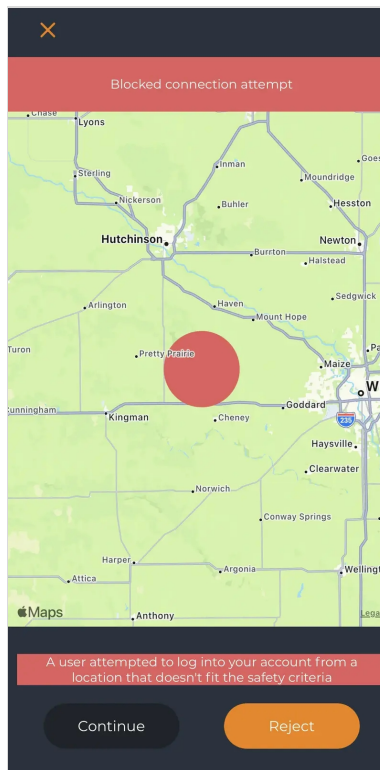 Blocked connection attempt
Chase
Lyons
Sterling
Inman
Moundridge
Goes
Nickerson
Buhler
Hesston
Hutchinson
Newton
Burrton
Halstead
Sedgwick
Arlington
Haven
Mount Hope
Turon
Pretty Prairie
Pa
Maize
W
Goddard
Cunningham
Kingman
Cheney
235
Haysville
Clearwater
Norwich
Conway Springs
Harper
Argonia
Wellingt
Attica
Maps
Anthony
Lega
A user attempted to log into your account from a
location that doesn't fit the safety criteria
Continue
Reject